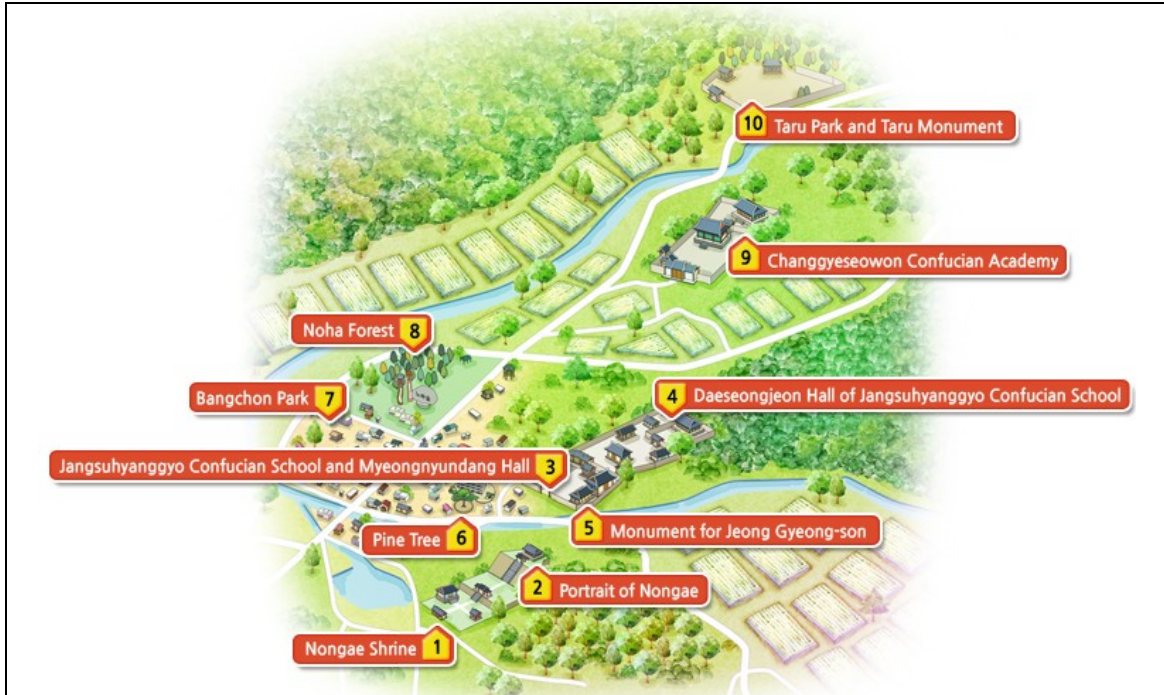 10 Taru Park and Taru Monument
9 Changgyeseowon Confucian Academy
Noha Forest 8
Bangchon Park 7
4 Daeseongjeon Hall of Jangsuhyanggyo Confucian School
Jangsuhyanggyo Confucian School and Myeongnyundang Hall 3
5 Monument for Jeong Gyeong-son
Pine Tree 6
2 Portrait of Nongae
Nongae Shrine 1